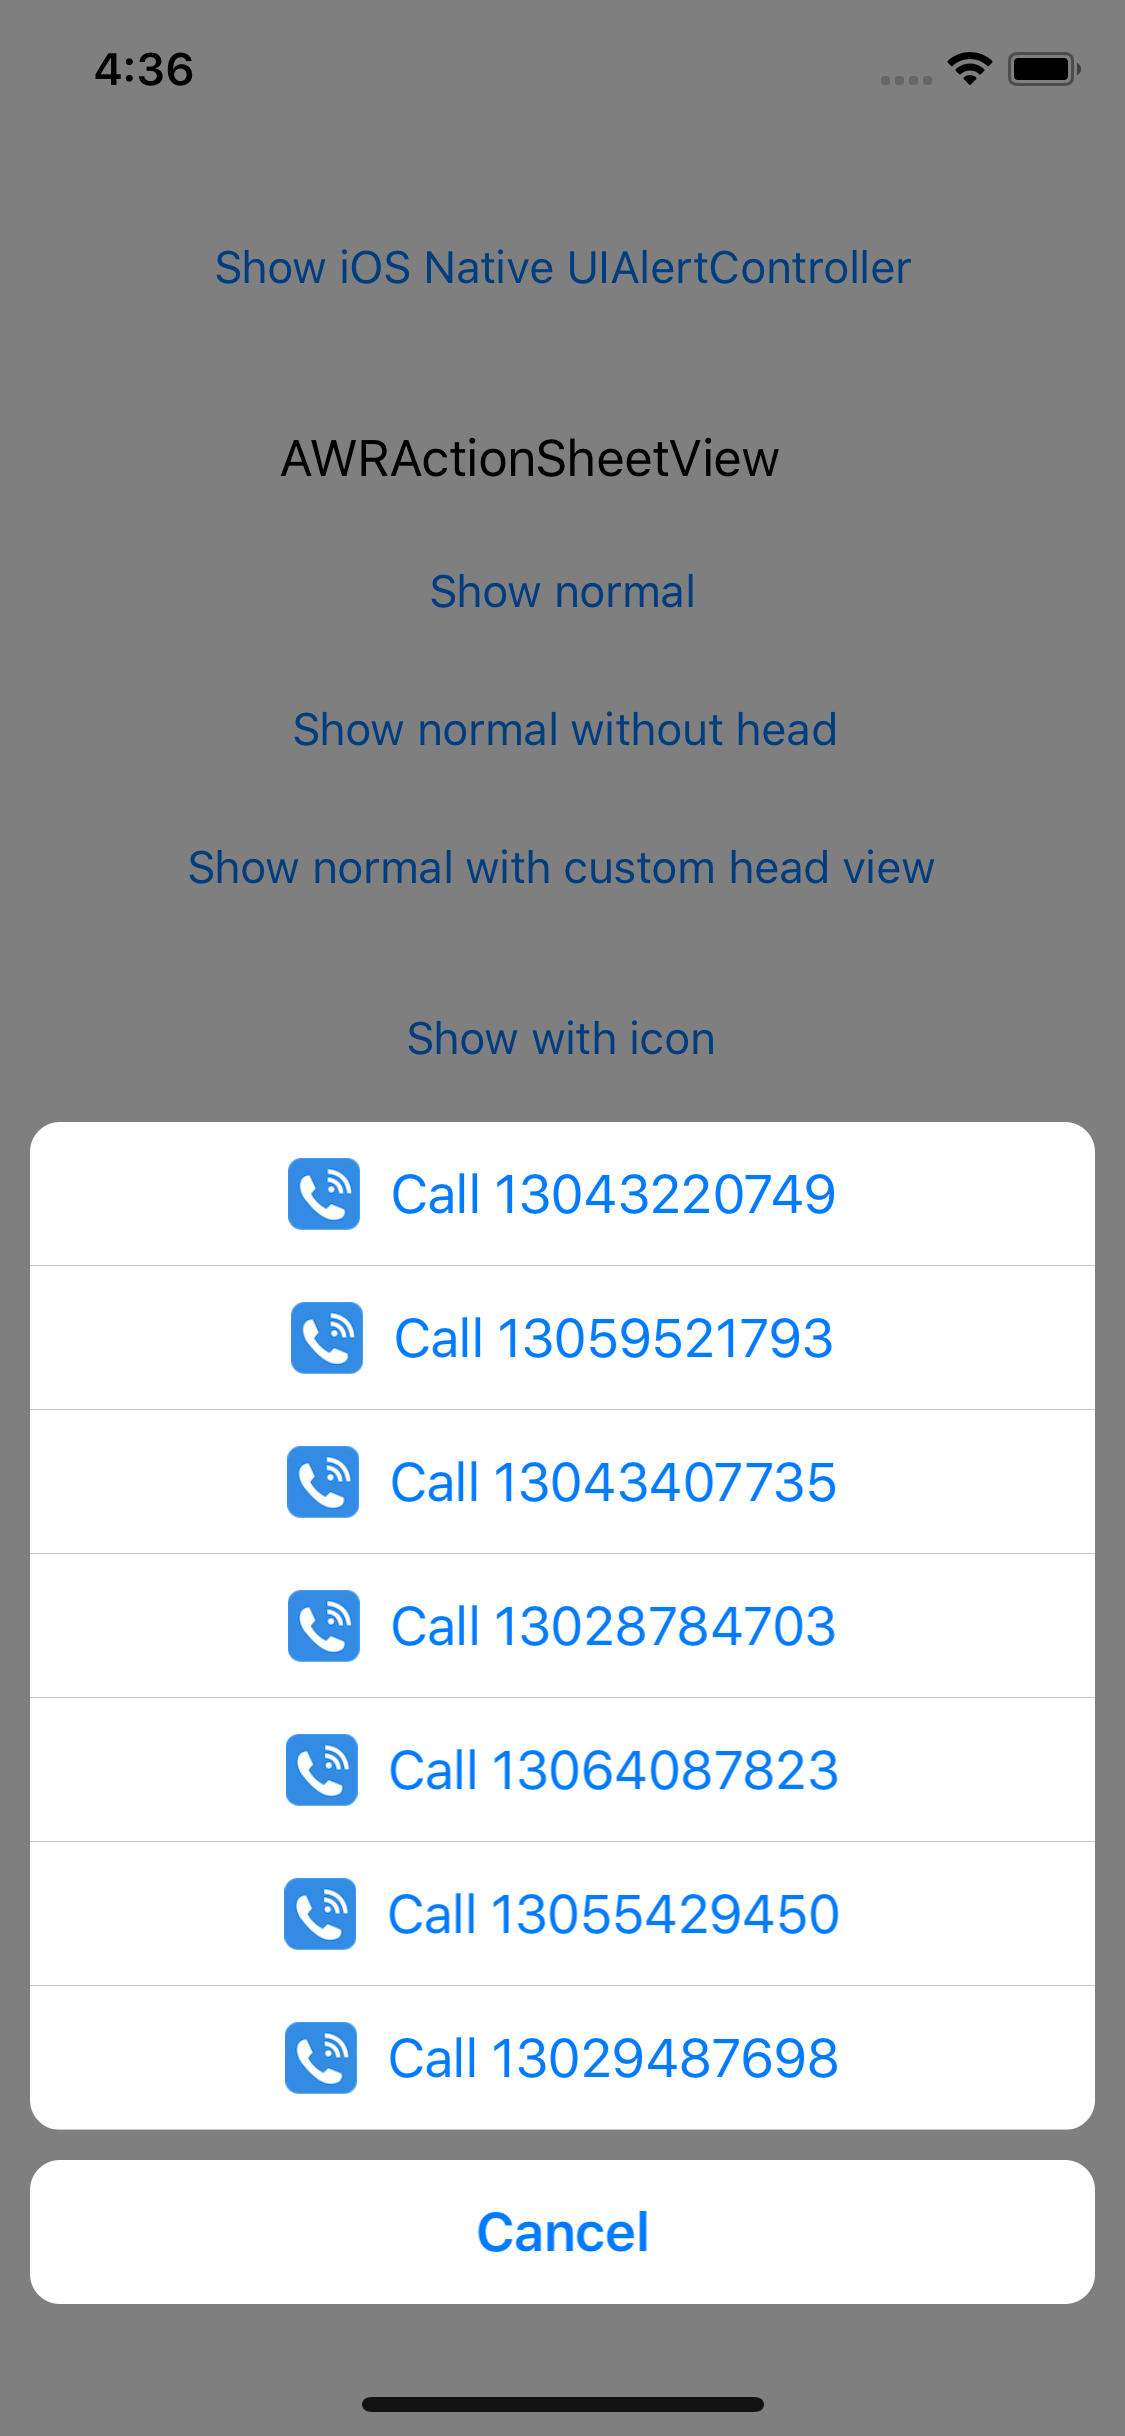 4:36
Show iOS Native UIAlertController
AWRActionSheetView
Show normal
Show normal without head
Show normal with custom head view
Show with icon
Call 13043220749
Call 13059521793
Call 13043407735
Call 13028784703
Call 13064087823
Call 13055429450
Call 13029487698
Cancel